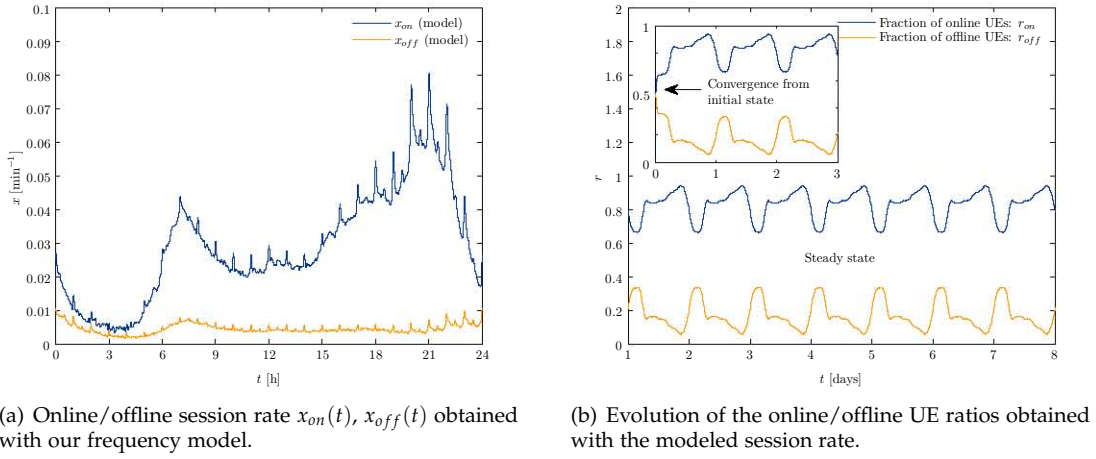 0.1
0.09
0.08
0.07
0.06
0.05
0.04
0.03
0.02
0.01
0
x [min⁻¹]
x_on (model)
x_off (model)
0 3 6 9 12 15 18 21 24
t [h]
(a) Online/offline session rate x_on(t), x_off(t) obtained
with our frequency model.
2
1.8
1.6
1.4
1.2
1
0.8
0.6
0.4
0.2
0
r
Fraction of online UEs: r_on
Fraction of offline UEs: r_off
1
0.5
0
Convergence from
initial state
0 1 2 3
Steady state
1 2 3 4 5 6 7 8
t [days]
(b) Evolution of the online/offline UE ratios obtained
with the modeled session rate.